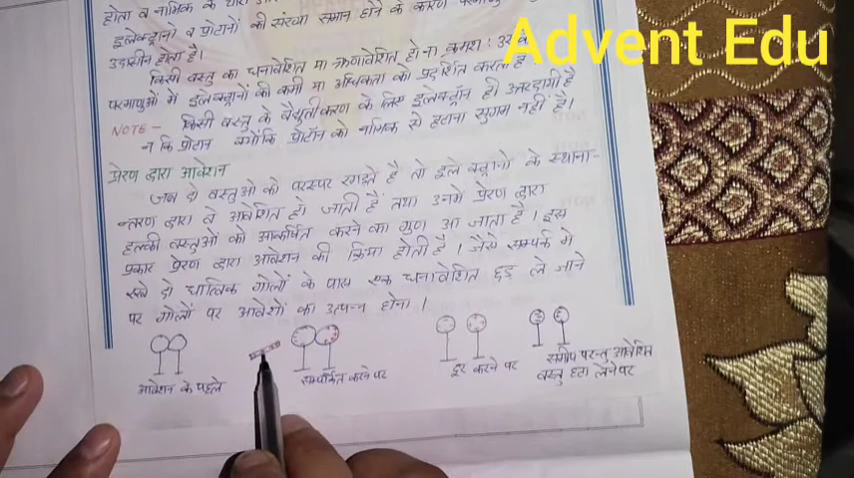 होता व नाभिक के चारों
इलेक्ट्रानो व प्रोटानों की संख्या समान होने के कारण
उदासीन होता है।
किसी वस्तु का धनावेशित या ऋणावेशित होना क्रमश: उसके
परमाणुओं में इलेक्ट्रानों की कमी या अधिकता को प्रदर्शित करता है
NOTE - किसी वस्तु के वैद्युतीकरण के लिए इलेक्ट्रॉन ही उत्तरदायी है
न कि प्रोटान क्योंकि प्रोटॉन को नाभिक से हटाना सुगम नहीं है।
प्रेरण द्वारा आवेशन
जब दो वस्तुओं को परस्पर रगड़ते है तो इलेक्ट्रानो के स्थाना-
न्तरण द्वारा वे आवेशित हो जाती हैं तथा उनमे प्रेरण द्वारा
हल्की वस्तुओं को आकर्षित करने का गुण आ जाता है। इस
प्रकार प्रेरण द्वारा आवेशन की क्रिया होती है। जैसे सम्पर्क मे
रखे दो धात्विक गोलों के पास एक धनावेशित छड़ ले जाने
पर गोलों पर आवेशों का उत्पन्न होना।
आवेशन के पहले
सम्पर्कित करने पर
दूर करने पर
समीप परन्तु आवेशित
वस्तु हटा लेने पर
Advent Edu